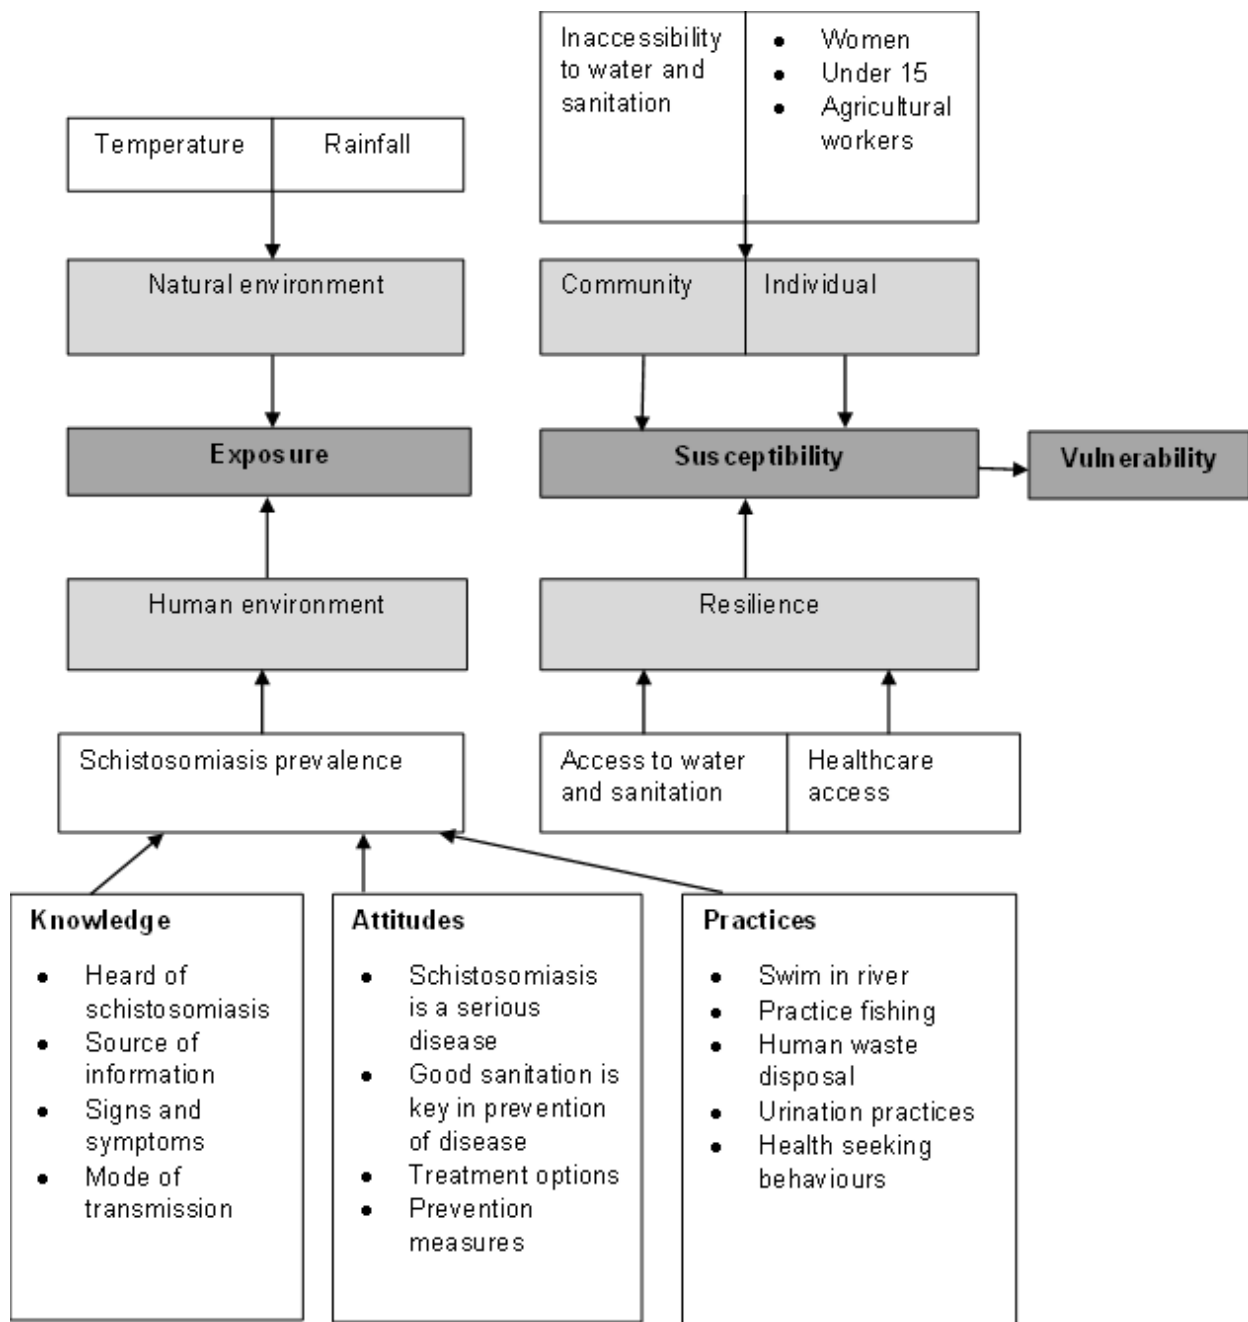 Inaccessibility
to water and
sanitation
● Women
● Under 15
● Agricultural
workers
Temperature
Rainfall
Natural environment
Community
Individual
Exposure
Susceptibility
Vulnerability
Human environment
Resilience
Schistosomiasis prevalence
Access to water
and sanitation
Healthcare
access
Knowledge
● Heard of
schistosomiasis
● Source of
information
● Signs and
symptoms
● Mode of
transmission
Attitudes
● Schistosomiasis
is a serious
disease
● Good sanitation is
key in prevention
of disease
● Treatment options
● Prevention
measures
Practices
● Swim in river
● Practice fishing
● Human waste
disposal
● Urination practices
● Health seeking
behaviours